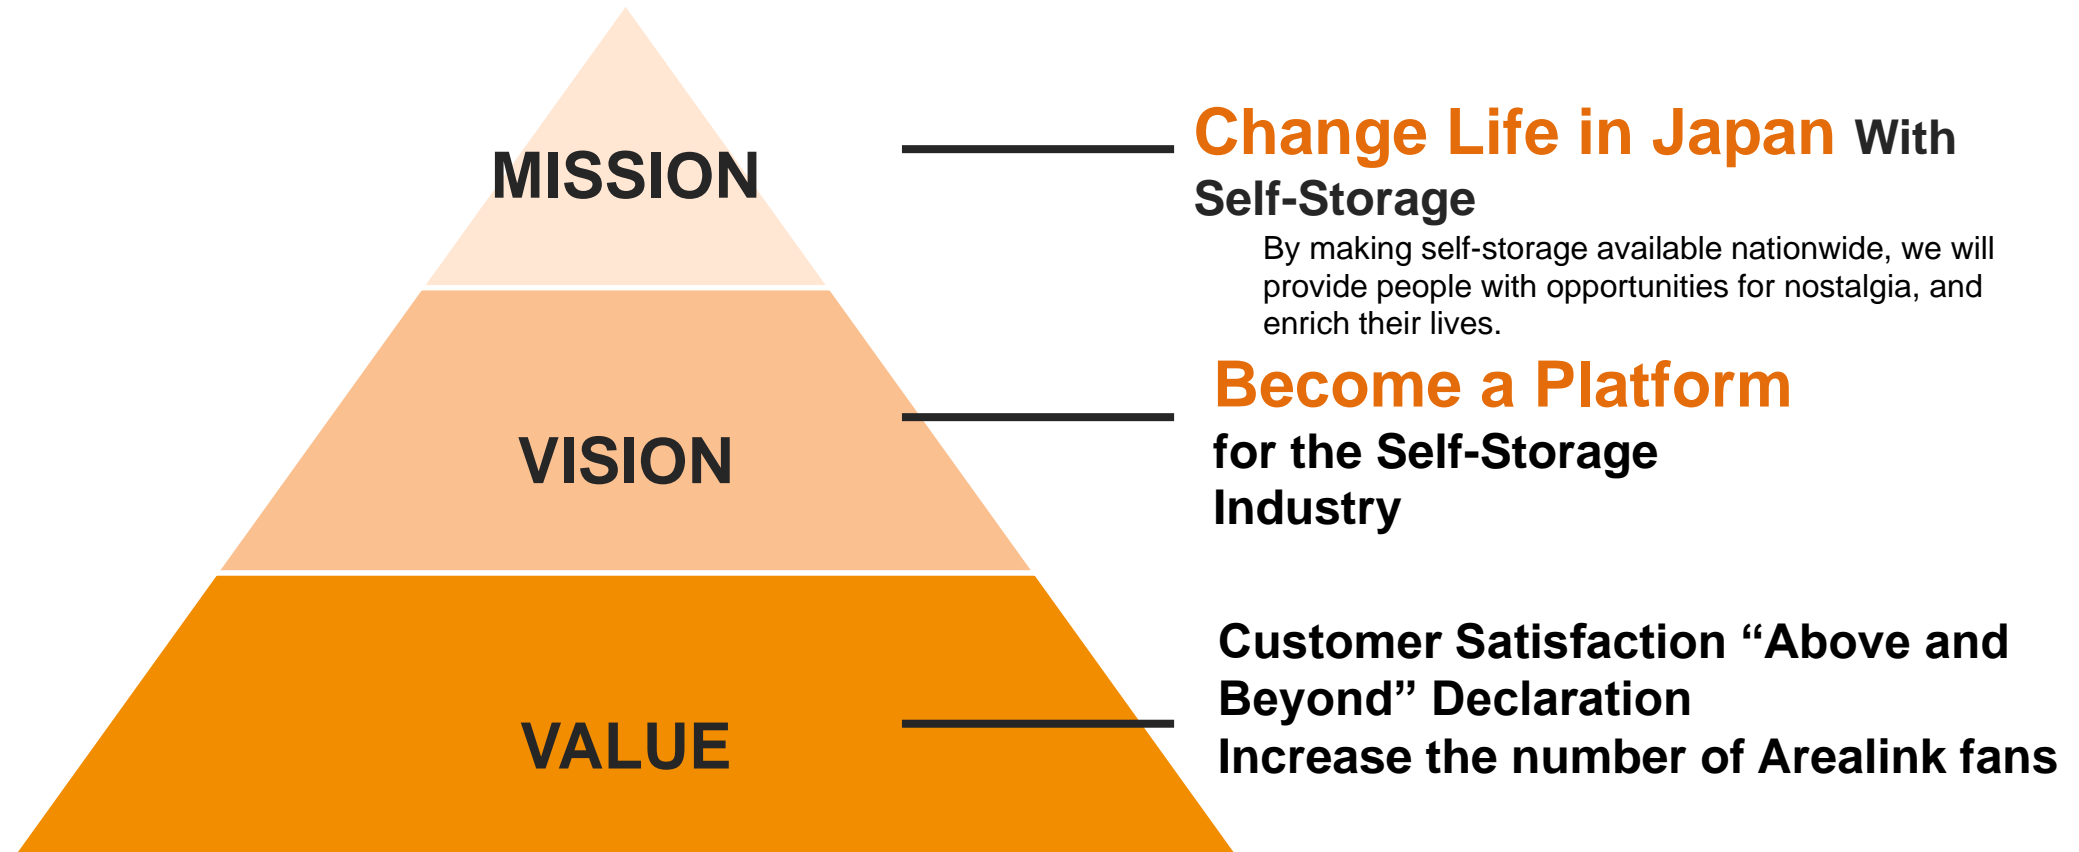 MISSION
Change Life in Japan With
Self-Storage
By making self-storage available nationwide, we will
provide people with opportunities for nostalgia, and
enrich their lives.
VISION
Become a Platform
for the Self-Storage
Industry
VALUE
Customer Satisfaction “Above and
Beyond” Declaration
Increase the number of Arealink fans